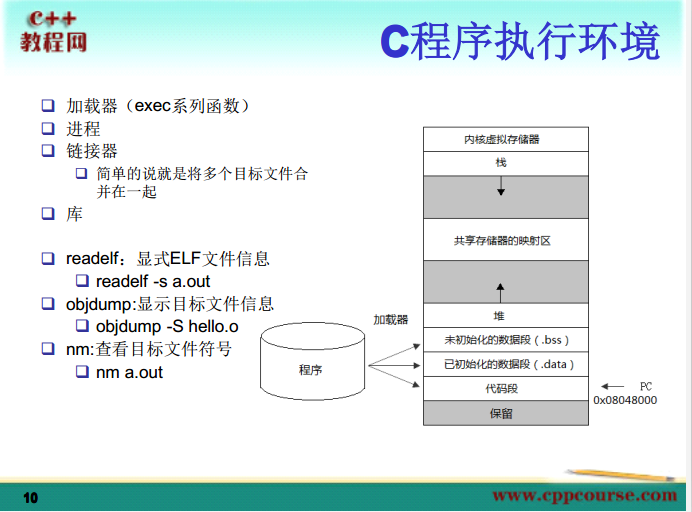 C++
教程网
C程序执行环境
加载器（exec系列函数）
进程
链接器
简单的说就是将多个目标文件合
并在一起
库
readelf：显式ELF文件信息
readelf -s a.out
objdump:显示目标文件信息
objdump -S hello.o
nm:查看目标文件符号
nm a.out
程序
加载器
内核虚拟存储器
栈
共享存储器的映射区
堆
未初始化的数据段（.bss）
已初始化的数据段（.data）
代码段
保留
PC
0x08048000
10
www.cppcourse.com